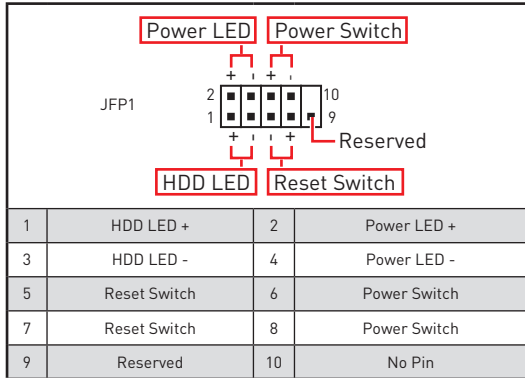 Power LED Power Switch
+ - + -
JFP1
2 10
1 9
+ - - +
Reserved
HDD LED Reset Switch
1 HDD LED + 2 Power LED +
3 HDD LED - 4 Power LED -
5 Reset Switch 6 Power Switch
7 Reset Switch 8 Power Switch
9 Reserved 10 No Pin